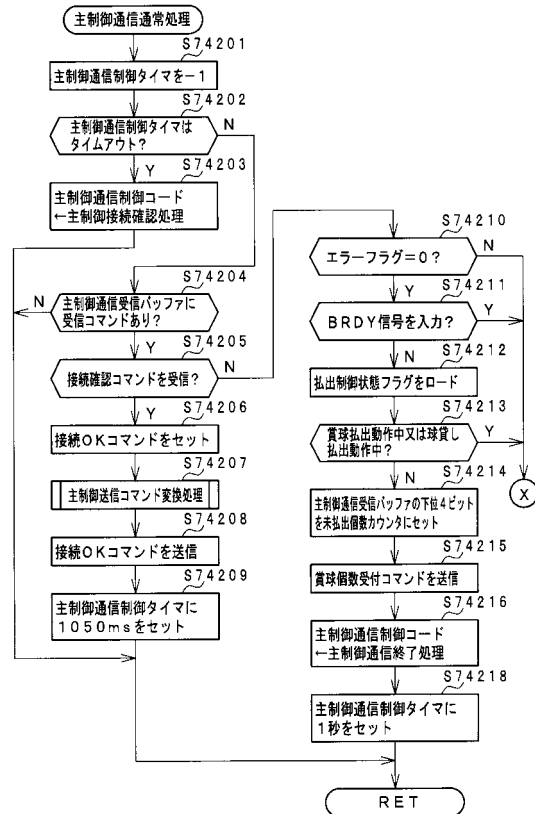 主制御通信通常処理
S74201
主制御通信制御タイマを－1
S74202
主制御通信制御タイマは
タイムアウト？
N
Y
S74203
主制御通信制御コード
←主制御接続確認処理
S74204
主制御通信受信バッファに
受信コマンドあり？
N
Y
S74205
接続確認コマンドを受信？
N
Y
S74206
接続OKコマンドをセット
S74207
主制御送信コマンド変換処理
S74208
接続OKコマンドを送信
S74209
主制御通信制御タイマに
1050msをセット
S74210
エラーフラグ＝0？
N
Y
S74211
BRDY信号を入力？
Y
N
S74212
払出制御状態フラグをロード
S74213
賞球払出動作中又は球貸し
払出動作中？
Y
N
X
S74214
主制御通信受信バッファの下位4ビット
を未払出個数カウンタにセット
S74215
賞球個数受付コマンドを送信
S74216
主制御通信制御コード
←主制御通信終了処理
S74218
主制御通信制御タイマに
1秒をセット
RET